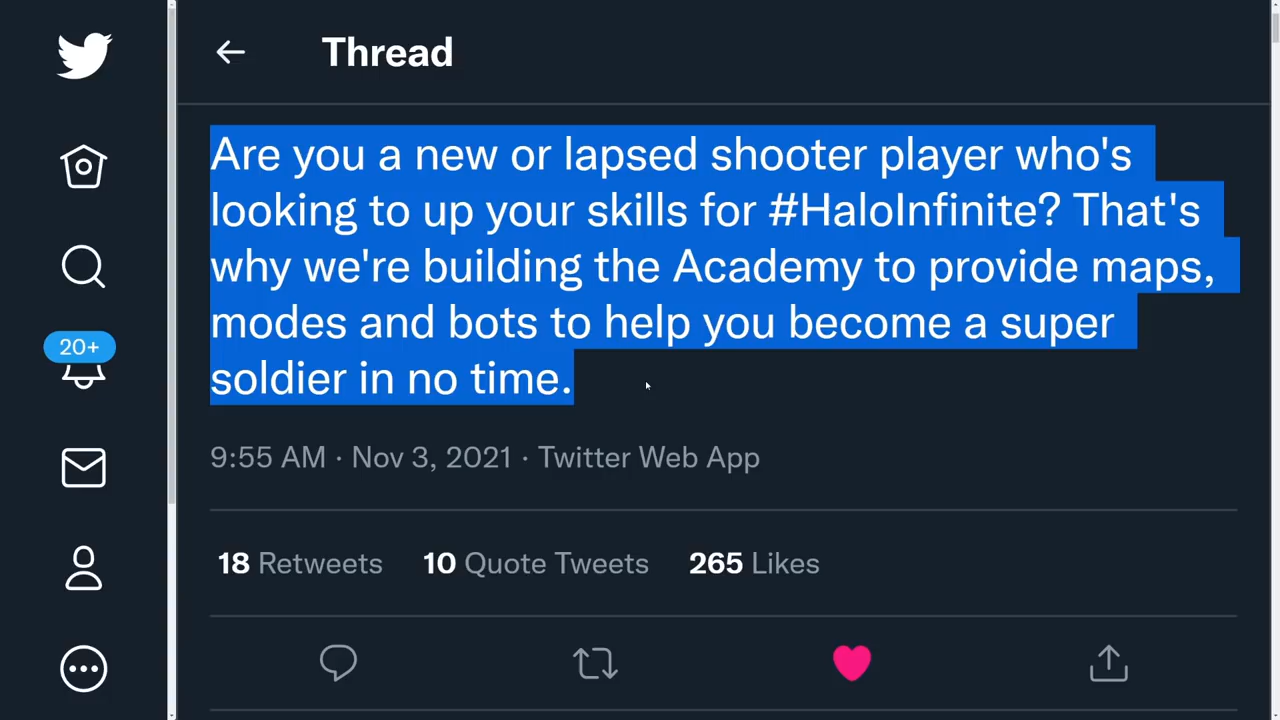 Thread
Are you a new or lapsed shooter player who's
looking to up your skills for #HaloInfinite? That's
why we're building the Academy to provide maps,
modes and bots to help you become a super
soldier in no time.
20+
9:55 AM · Nov 3, 2021 · Twitter Web App
18 Retweets 10 Quote Tweets 265 Likes